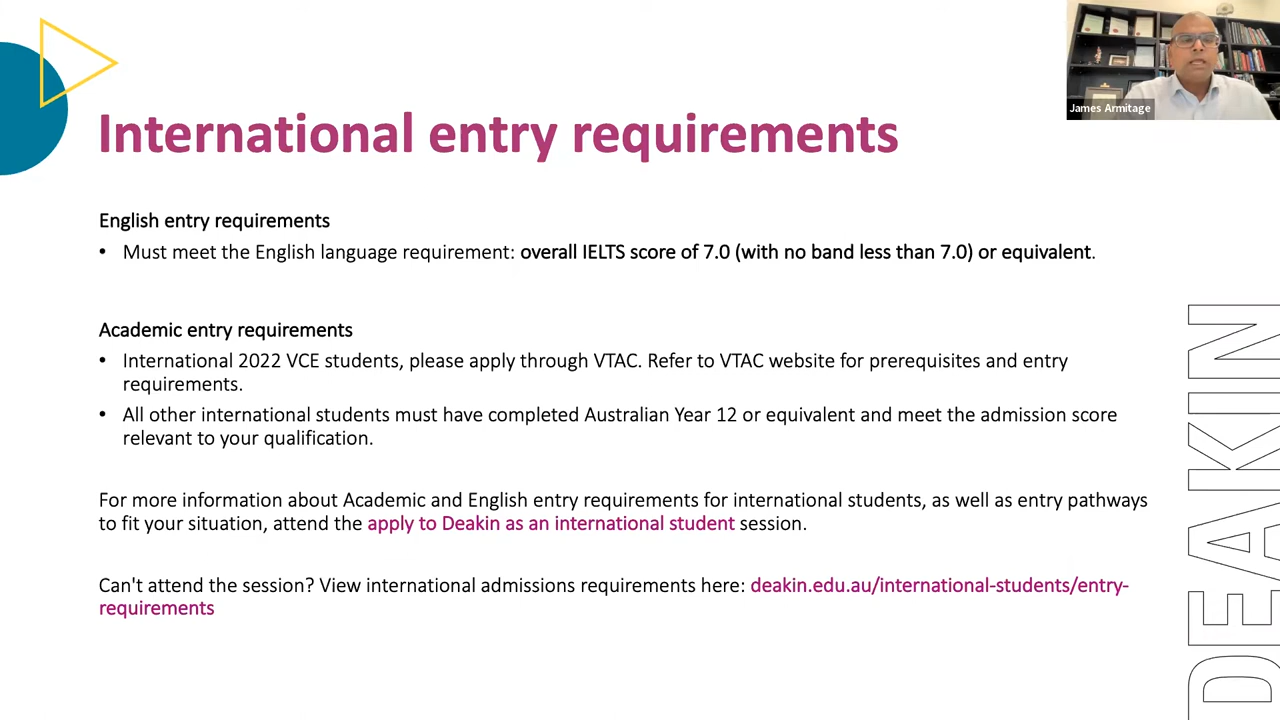 James Armitage
International entry requirements
English entry requirements
• Must meet the English language requirement: overall IELTS score of 7.0 (with no band less than 7.0) or equivalent.
Academic entry requirements
• International 2022 VCE students, please apply through VTAC. Refer to VTAC website for prerequisites and entry
requirements.
• All other international students must have completed Australian Year 12 or equivalent and meet the admission score
relevant to your qualification.
For more information about Academic and English entry requirements for international students, as well as entry pathways
to fit your situation, attend the apply to Deakin as an international student session.
Can't attend the session? View international admissions requirements here: deakin.edu.au/international-students/entry-
requirements
DEAKIN